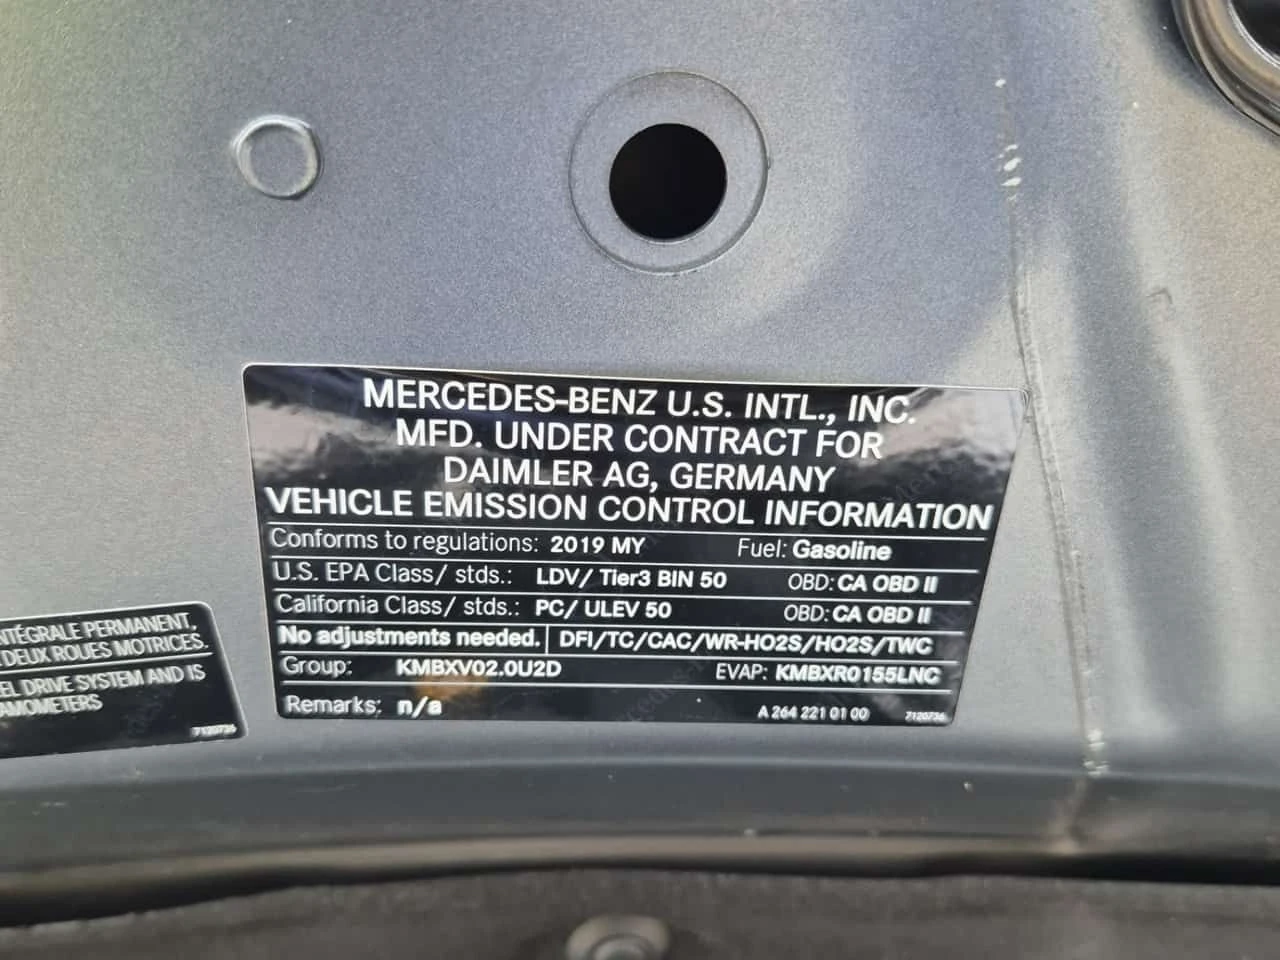 MERCEDES-BENZ U.S. INTL., INC.
MFD. UNDER CONTRACT FOR
DAIMLER AG, GERMANY
VEHICLE EMISSION CONTROL INFORMATION
Conforms to regulations: 2019 MY Fuel: Gasoline
U.S. EPA Class/ stds.: LDV/ Tier3 BIN 50 OBD: CA OBD II
California Class/ stds.: PC/ ULEV 50 OBD: CA OBD II
No adjustments needed. DFI/TC/CAC/WR-HO2S/HO2S/TWC
Group: KMBXV02.0U2D EVAP: KMBXR0155LNC
Remarks: n/a A 264 221 01 00 7120736
NTÉGRALE PERMANENT,
DEUX ROUES MOTRICES.
EL DRIVE SYSTEM AND IS
AMOMETERS
7120736